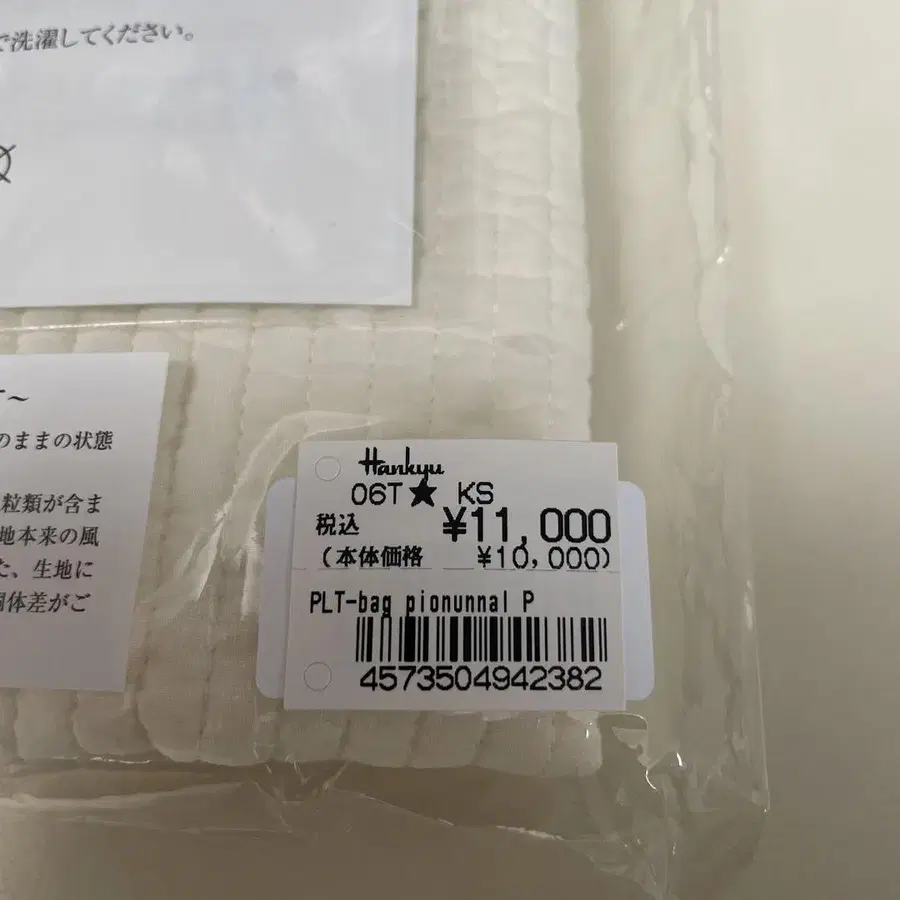 で洗濯してください。
のままの状態
粒類が含ま
地本来の風
た、生地に
個体差がご
Hankyu
06T★ KS
税込 ¥11,000
(本体価格 ¥10,000)
PLT-bag pionunnal P
4573504942382